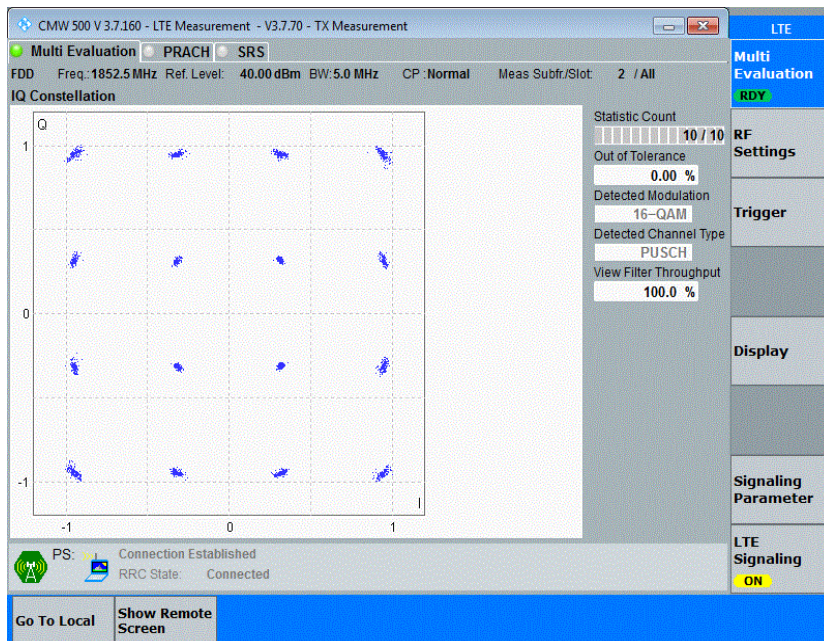 CMW 500 V 3.7.160 - LTE Measurement - V3.7.70 - TX Measurement
LTE
Multi Evaluation PRACH SRS
FDD Freq.: 1852.5 MHz Ref. Level: 40.00 dBm BW: 5.0 MHz CP : Normal Meas Subfr./Slot: 2 / All
IQ Constellation
Q
1
0
-1
I
-1 0 1
Statistic Count
10 / 10
Out of Tolerance
0.00 %
Detected Modulation
16-QAM
Detected Channel Type
PUSCH
View Filter Throughput
100.0 %
Multi
Evaluation
RDY
RF
Settings
Trigger
Display
Signaling
Parameter
LTE
Signaling
ON
PS: Connection Established
RRC State: Connected
Go To Local
Show Remote
Screen